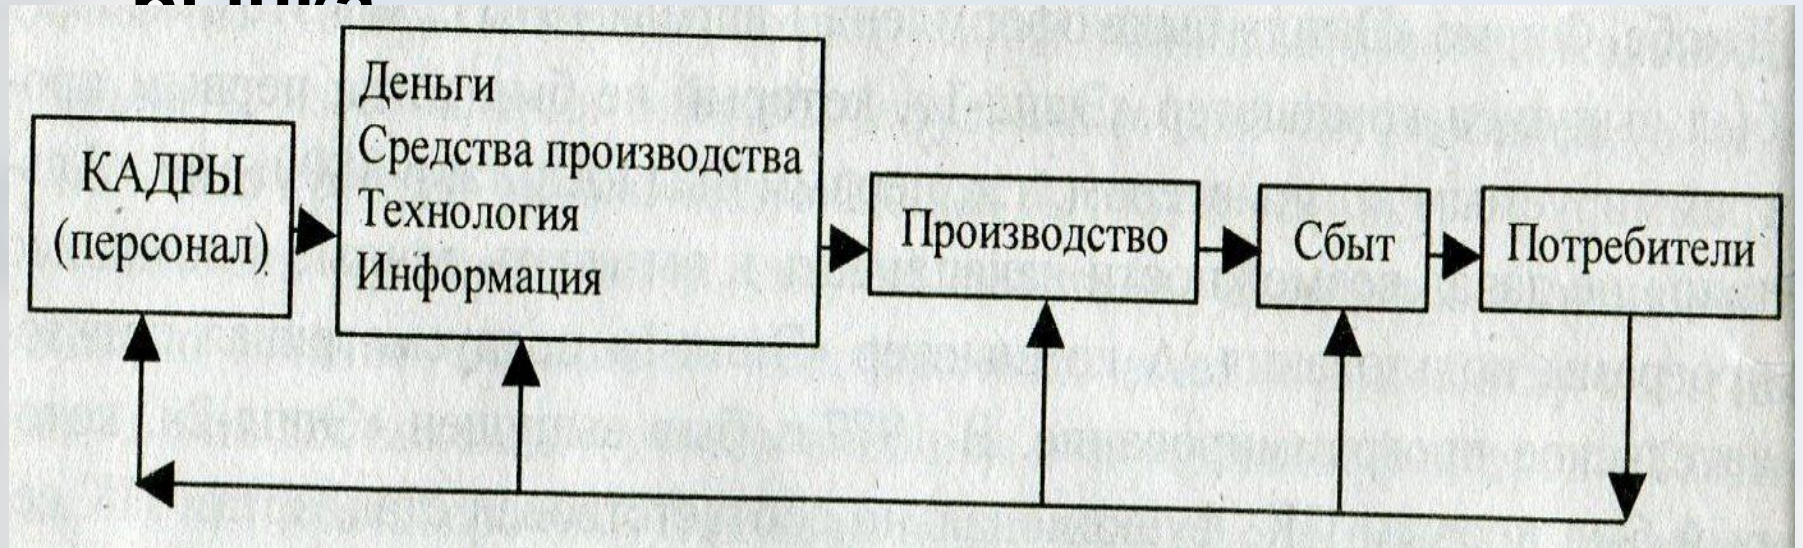 КАДРЫ
(персонал)
Деньги
Средства производства
Технология
Информация
Производство
Сбыт
Потребители